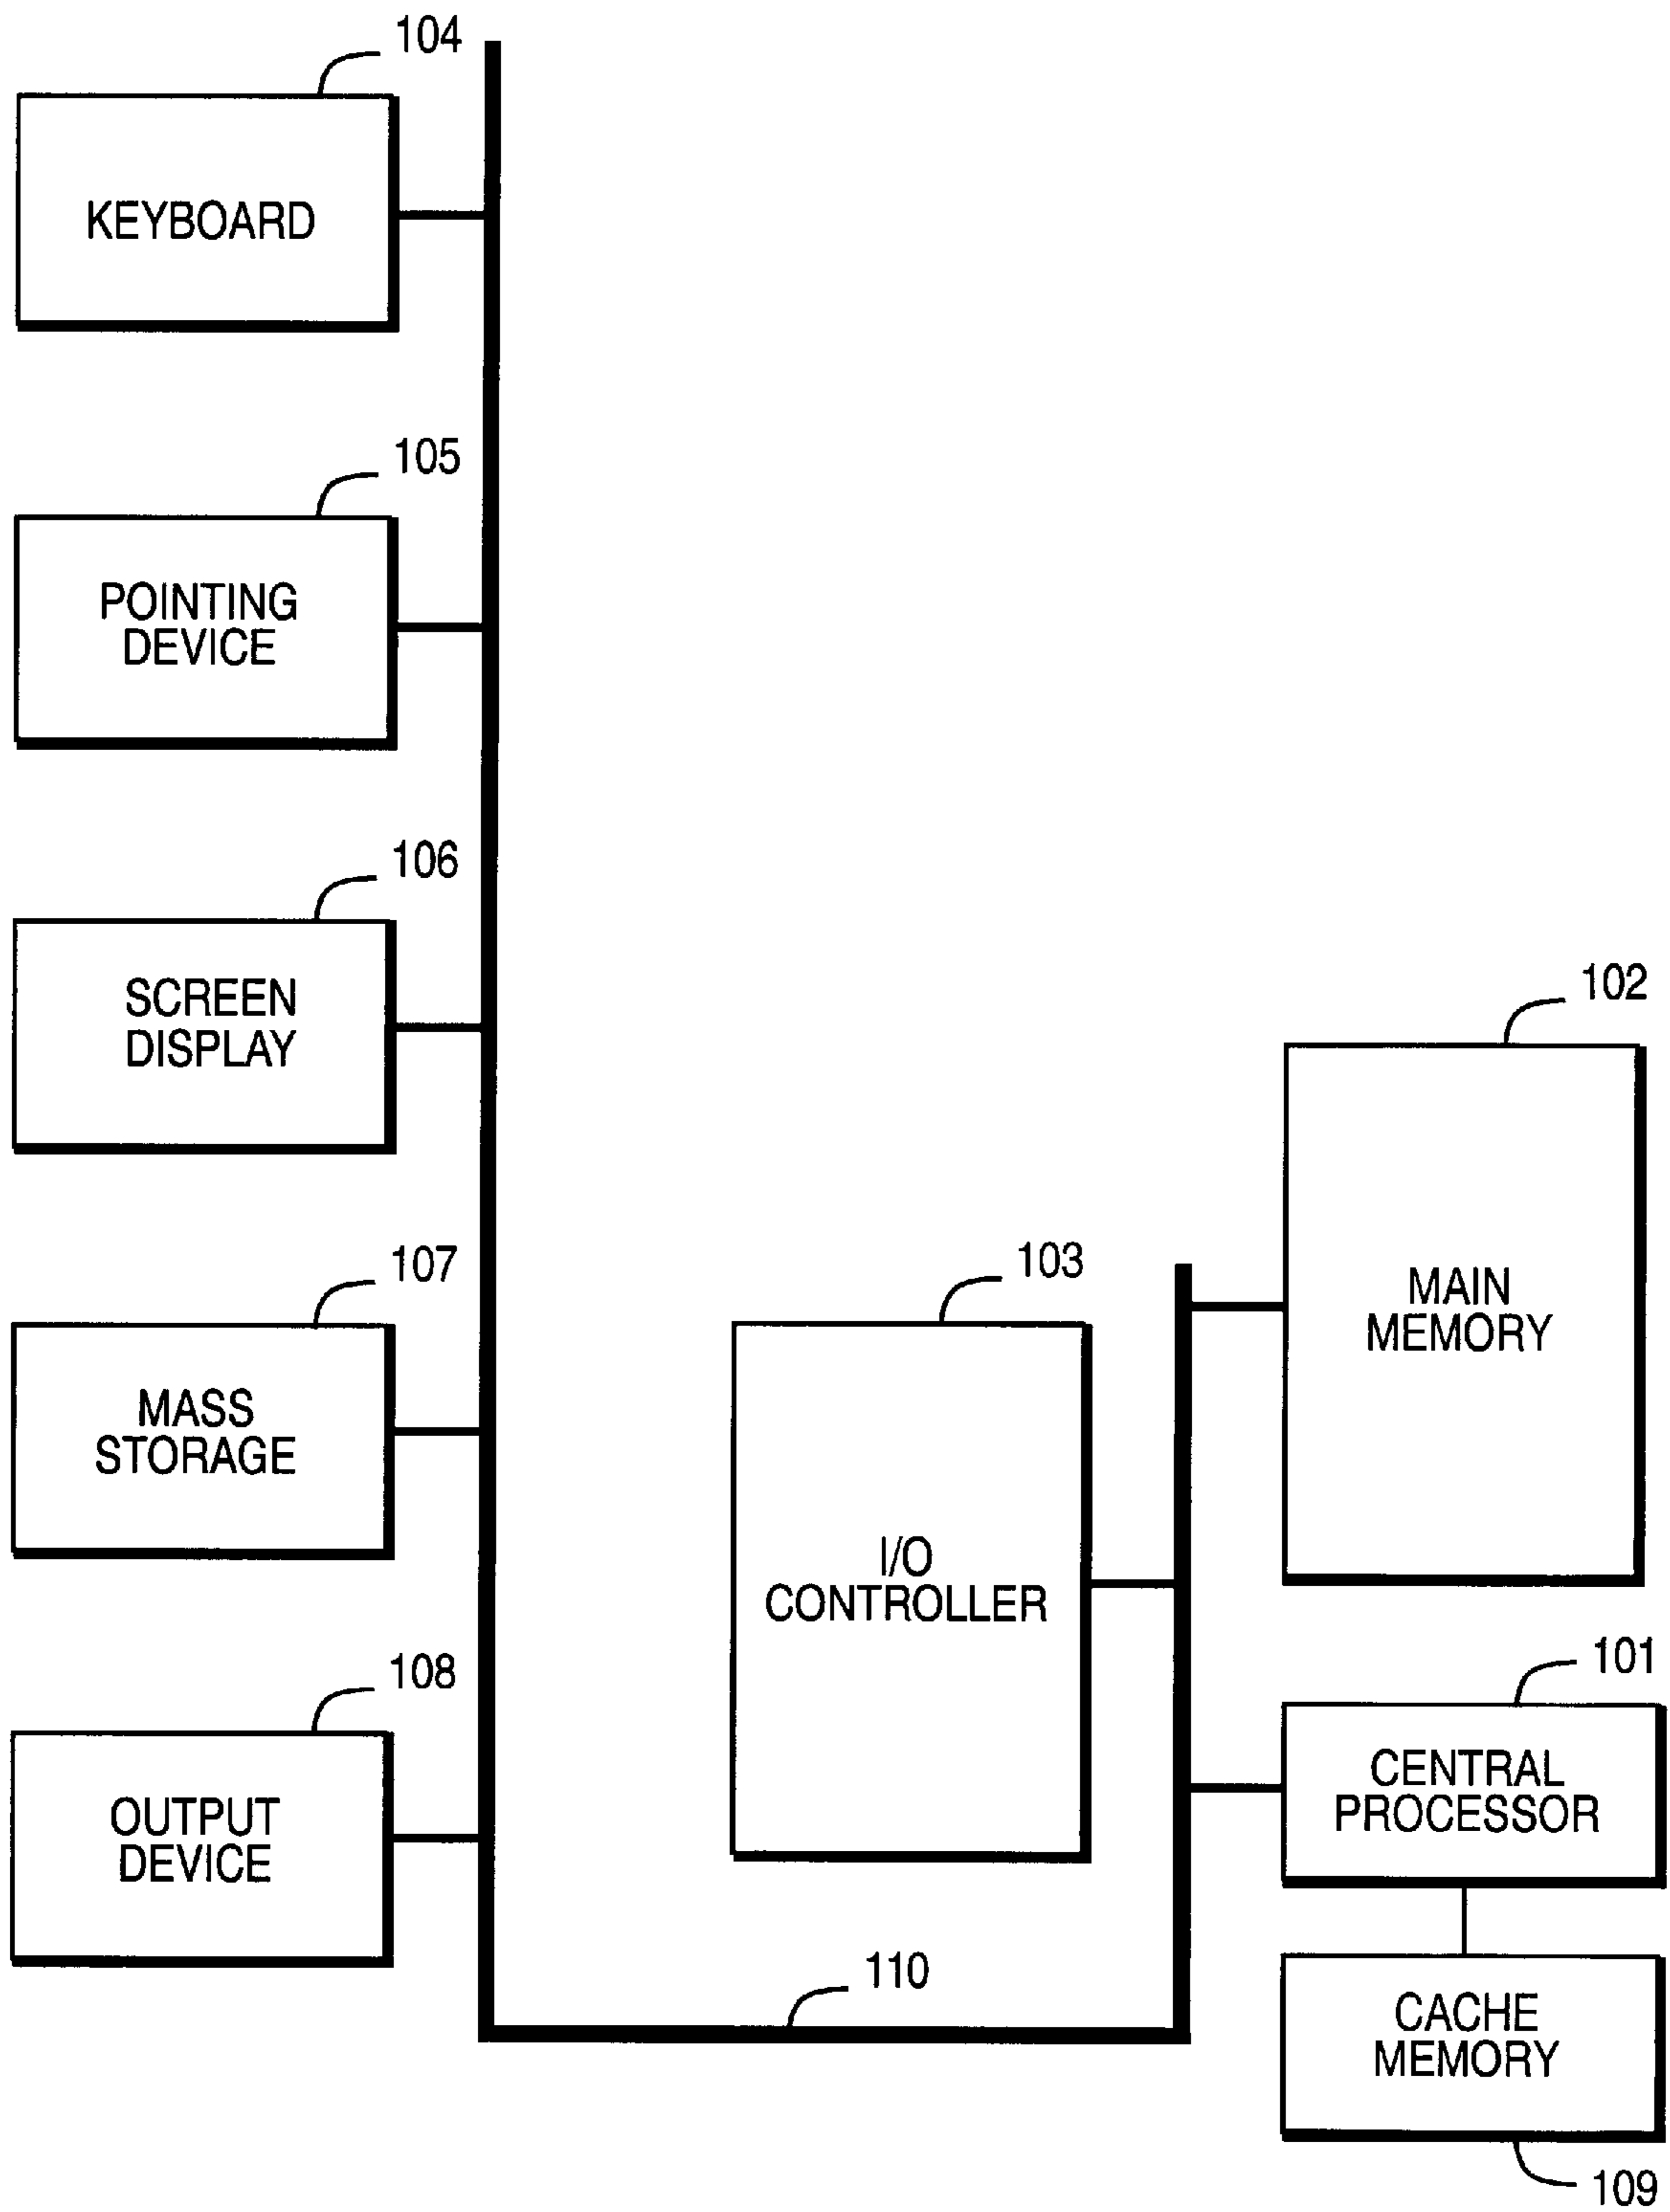 104
KEYBOARD
105
POINTING
DEVICE
106
SCREEN
DISPLAY
107
MASS
STORAGE
108
OUTPUT
DEVICE
103
I/O
CONTROLLER
102
MAIN
MEMORY
101
CENTRAL
PROCESSOR
110
CACHE
MEMORY
109